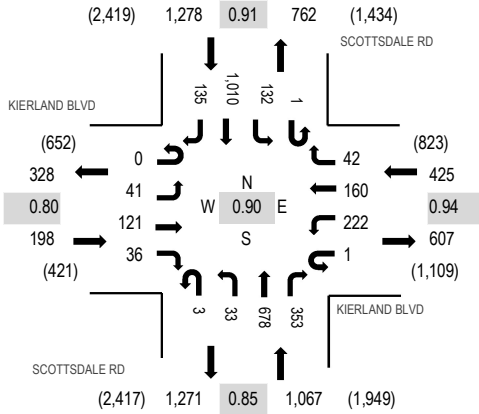 (2,419) 1,278 0.91 762 (1,434)
SCOTTSDALE RD
KIERLAND BLVD
135 1,010 132 1
(652) (823)
0 42
328 425
41 160
N
0.80 W 0.90 E 0.94
121 222
S
198 607
36 1
(421) (1,109)
3 33 678 353
KIERLAND BLVD
SCOTTSDALE RD
(2,417) 1,271 0.85 1,067 (1,949)